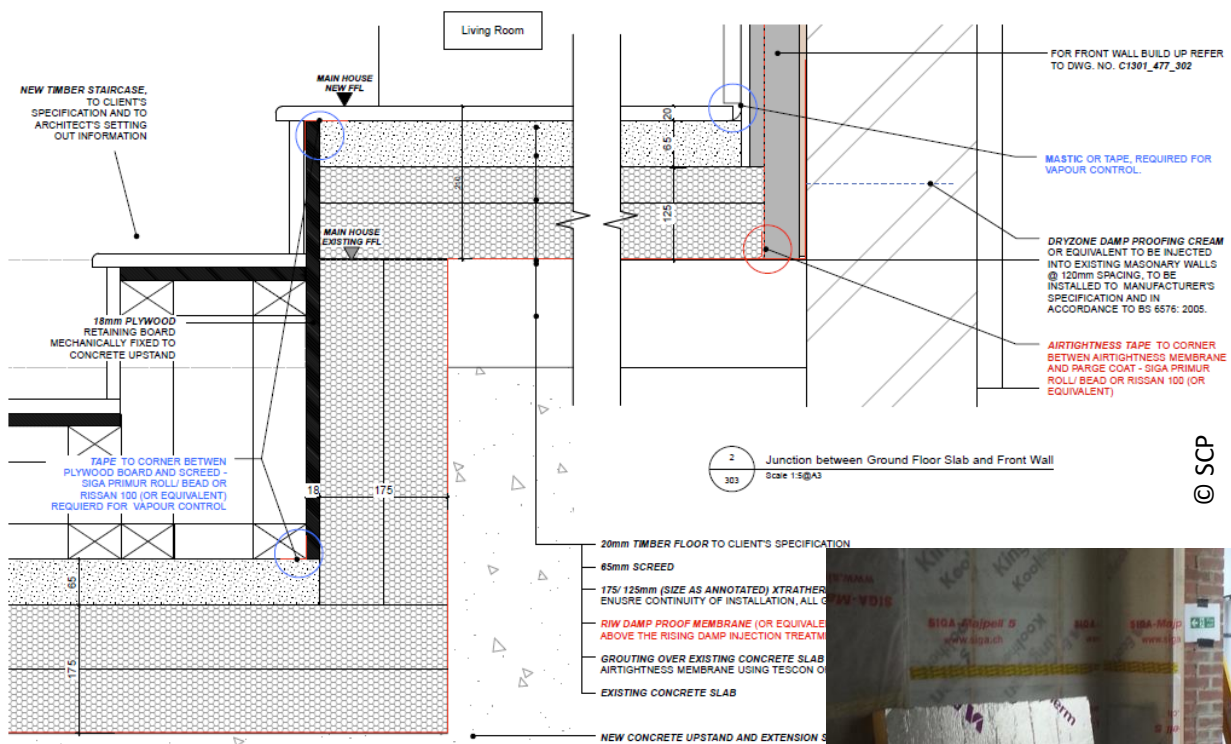 Living Room
NEW TIMBER STAIRCASE,
TO CLIENT'S
SPECIFICATION AND TO
ARCHITECT'S SETTING
OUT INFORMATION
MAIN HOUSE
NEW FFL
FOR FRONT WALL BUILD UP REFER
TO DWG. NO. C1301_477_302
20
65
125
210
MASTIC OR TAPE, REQUIRED FOR
VAPOUR CONTROL.
MAIN HOUSE
EXISTING FFL
DRYZONE DAMP PROOFING CREAM
OR EQUIVALENT TO BE INJECTED
INTO EXISTING MASONARY WALLS
@ 120mm SPACING, TO BE
INSTALLED TO MANUFACTURER'S
SPECIFICATION AND IN
ACCORDANCE TO BS 6576: 2005.
18mm PLYWOOD
RETAINING BOARD
MECHANICALLY FIXED TO
CONCRETE UPSTAND
AIRTIGHTNESS TAPE TO CORNER
BETWEN AIRTIGHTNESS MEMBRANE
AND PARGE COAT - SIGA PRIMUR
ROLL/ BEAD OR RISSAN 100 (OR
EQUIVALENT)
TAPE TO CORNER BETWEN
PLYWOOD BOARD AND SCREED -
SIGA PRIMUR ROLL/ BEAD OR
RISSAN 100 (OR EQUIVALENT)
REQUIERD FOR VAPOUR CONTROL
18
175
65
175
2
303
Junction between Ground Floor Slab and Front Wall
Scale 1:5@A3
© SCP
20mm TIMBER FLOOR TO CLIENT'S SPECIFICATION
65mm SCREED
175/ 125mm (SIZE AS ANNOTATED) XTRATHER
ENUSRE CONTINUITY OF INSTALLATION, ALL
RIW DAMP PROOF MEMBRANE (OR EQUIVALE
ABOVE THE RISING DAMP INJECTION TREATM
GROUTING OVER EXISTING CONCRETE SLAB
AIRTIGHTNESS MEMBRANE USING TESCON
EXISTING CONCRETE SLAB
NEW CONCRETE UPSTAND AND EXTENSION S
SIGA-Majpell 5
www.siga.ch
SIGA-Majp
www.siga